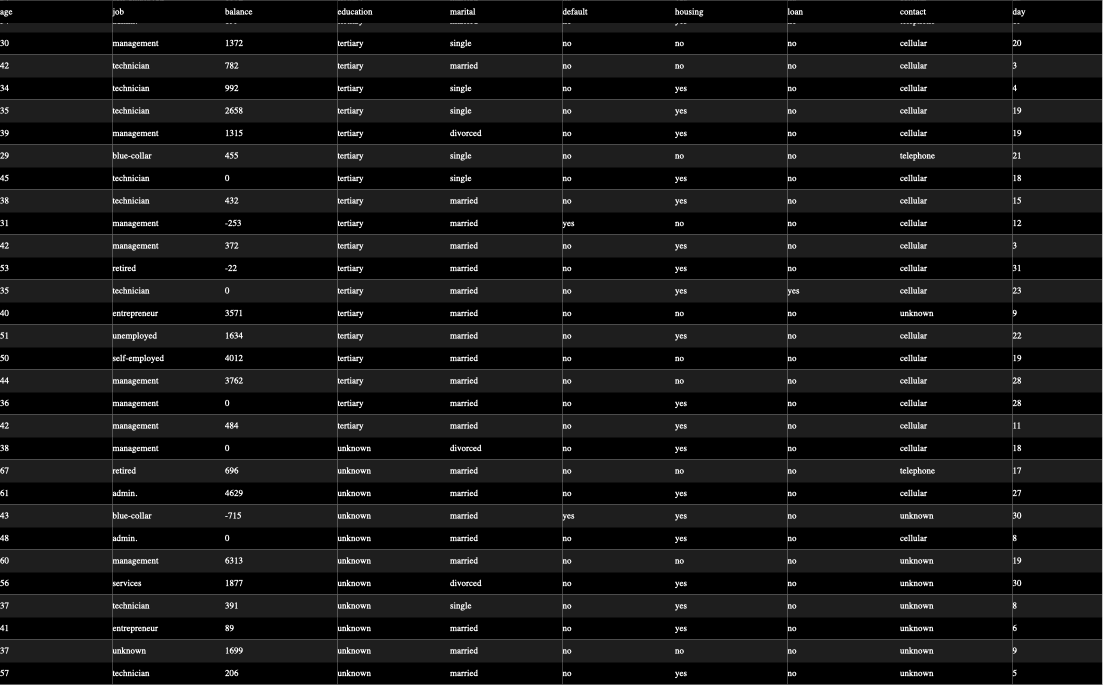 age job balance education marital default housing loan contact day
30 management 1372 tertiary single no no no cellular 20
42 technician 782 tertiary married no no no cellular 3
34 technician 992 tertiary single no yes no cellular 4
35 technician 2658 tertiary single no yes no cellular 19
39 management 1315 tertiary divorced no yes no cellular 19
29 blue-collar 455 tertiary single no no no telephone 21
45 technician 0 tertiary single no yes no cellular 18
38 technician 432 tertiary married no yes no cellular 15
31 management -253 tertiary married yes no no cellular 12
42 management 372 tertiary married no yes no cellular 3
53 retired -22 tertiary married no yes no cellular 31
35 technician 0 tertiary married no yes yes cellular 23
40 entrepreneur 3571 tertiary married no no no unknown 9
51 unemployed 1634 tertiary married no yes no cellular 22
50 self-employed 4012 tertiary married no no no cellular 19
44 management 3762 tertiary married no no no cellular 28
36 management 0 tertiary married no yes no cellular 28
42 management 484 tertiary married no yes no cellular 11
38 management 0 unknown divorced no yes no cellular 18
67 retired 696 unknown married no no no telephone 17
61 admin. 4629 unknown married no yes no cellular 27
43 blue-collar -715 unknown married yes yes no unknown 30
48 admin. 0 unknown married no yes no cellular 8
60 management 6313 unknown married no no no unknown 19
56 services 1877 unknown divorced no yes no unknown 30
37 technician 391 unknown single no yes no unknown 8
41 entrepreneur 89 unknown married no yes no unknown 6
37 unknown 1699 unknown married no no no unknown 9
57 technician 206 unknown married no yes no unknown 5